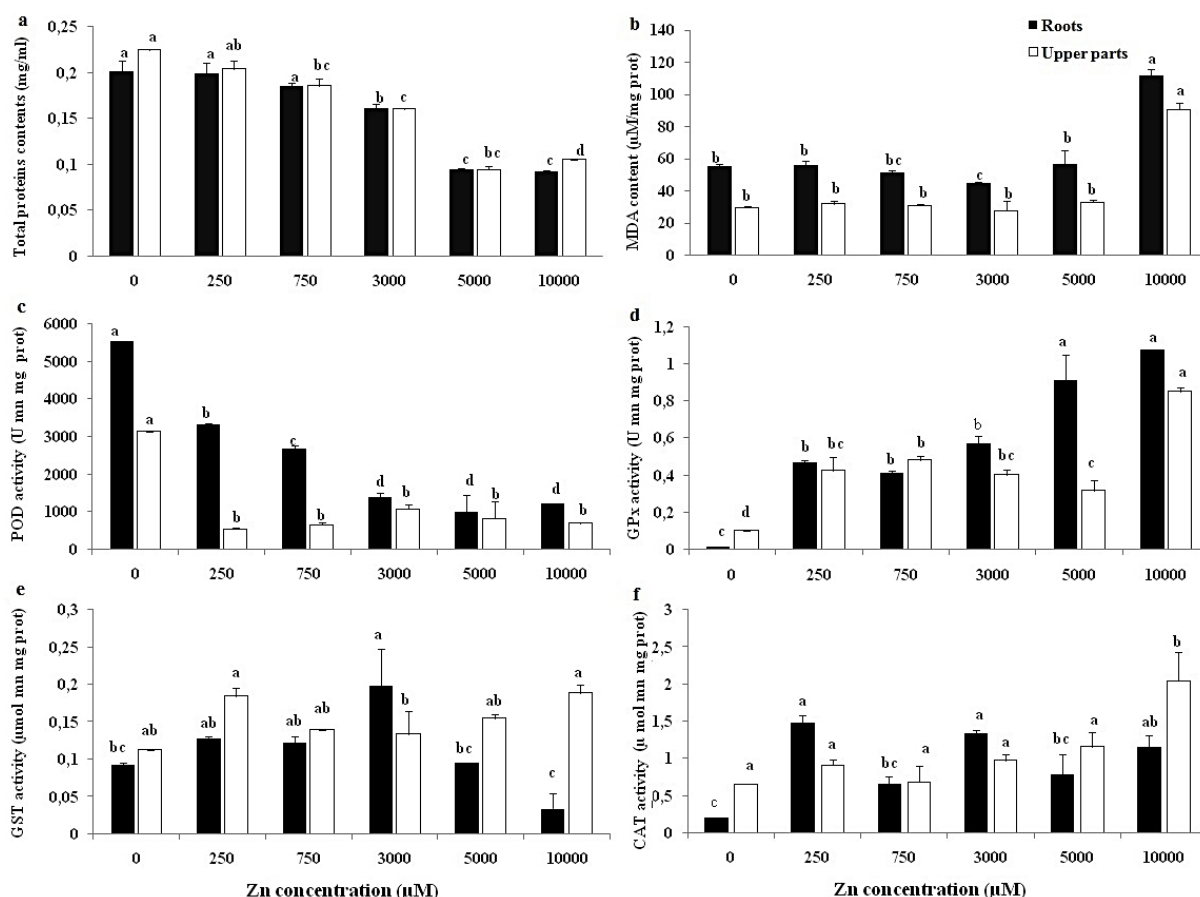 a
Total proteins contents (mg/ml)
0,25
0,2
0,15
0,1
0,05
0
a a
a ab
a bc
b c
c bc
c d
0 250 750 3000 5000 10000
b
Roots
Upper parts
MDA content (µM/mg prot)
140
120
100
80
60
40
20
0
b b
b b
bc b
c b
b b
a a
0 250 750 3000 5000 10000
c
POD activity (U mn mg prot)
6000
5000
4000
3000
2000
1000
0
a a
b b
c b
d b
d b
d b
0 250 750 3000 5000 10000
d
GPx activity (U mn mg prot)
1,2
1
0,8
0,6
0,4
0,2
0
c d
b bc
b b
b bc
a c
a a
0 250 750 3000 5000 10000
e
GST activity (µmol mn mg prot)
0,3
0,25
0,2
0,15
0,1
0,05
0
bc ab
ab a
ab ab
a b
bc ab
c a
0 250 750 3000 5000 10000
Zn concentration (µM)
f
CAT activity (µ mol mn mg prot)
3
2,5
2
1,5
1
0,5
0
c a
a a
bc a
a a
bc a
ab b
0 250 750 3000 5000 10000
Zn concentration (µM)